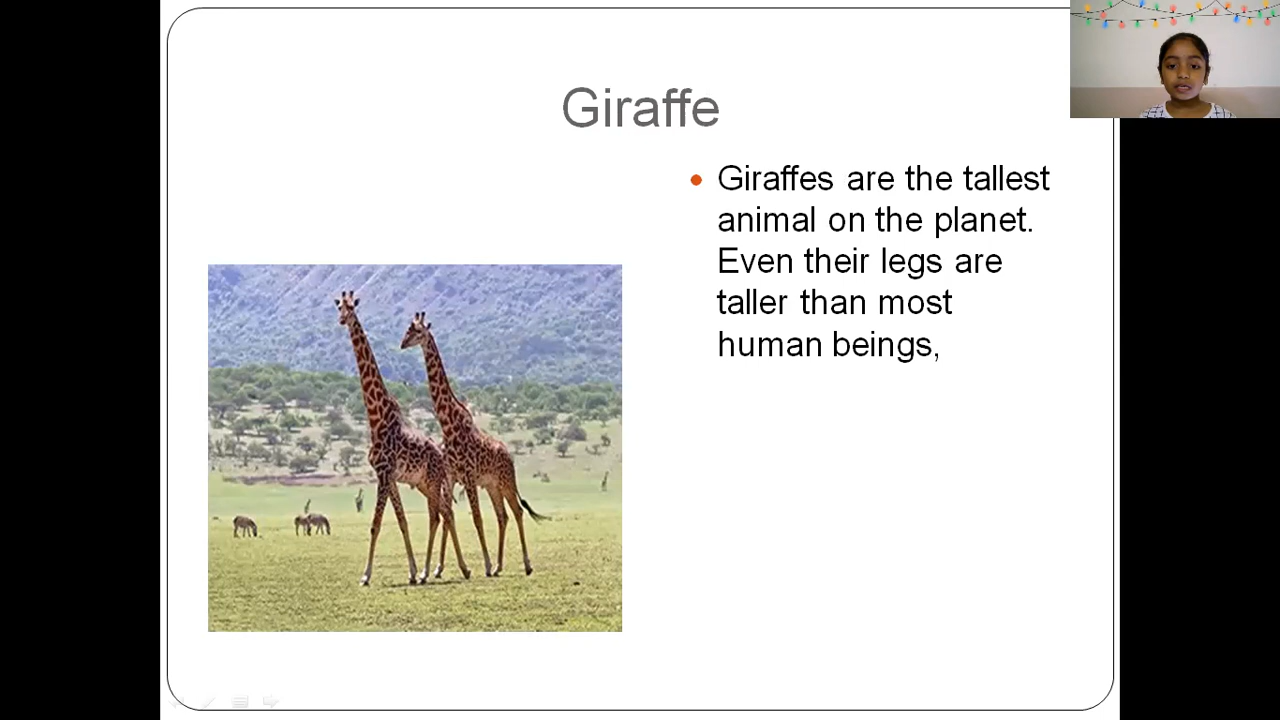 Giraffe
Giraffes are the tallest
animal on the planet.
Even their legs are
taller than most
human beings,